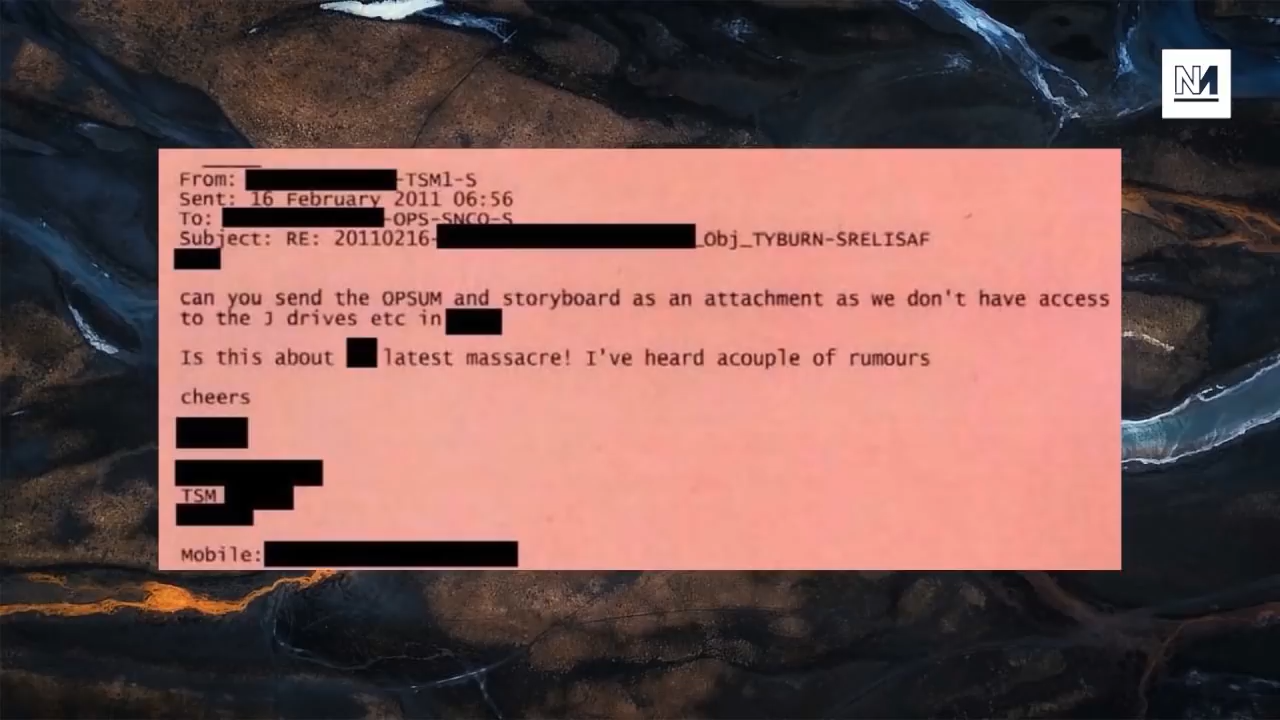 NM
From: -TSM1-S
Sent: 16 February 2011 06:56
To: -OPS-SNCO-S
Subject: RE: 20110216- _Obj_TYBURN-SRELISAF
can you send the OPSUM and storyboard as an attachment as we don't have access
to the J drives etc in
Is this about latest massacre! I've heard acouple of rumours
cheers
TSM
Mobile: